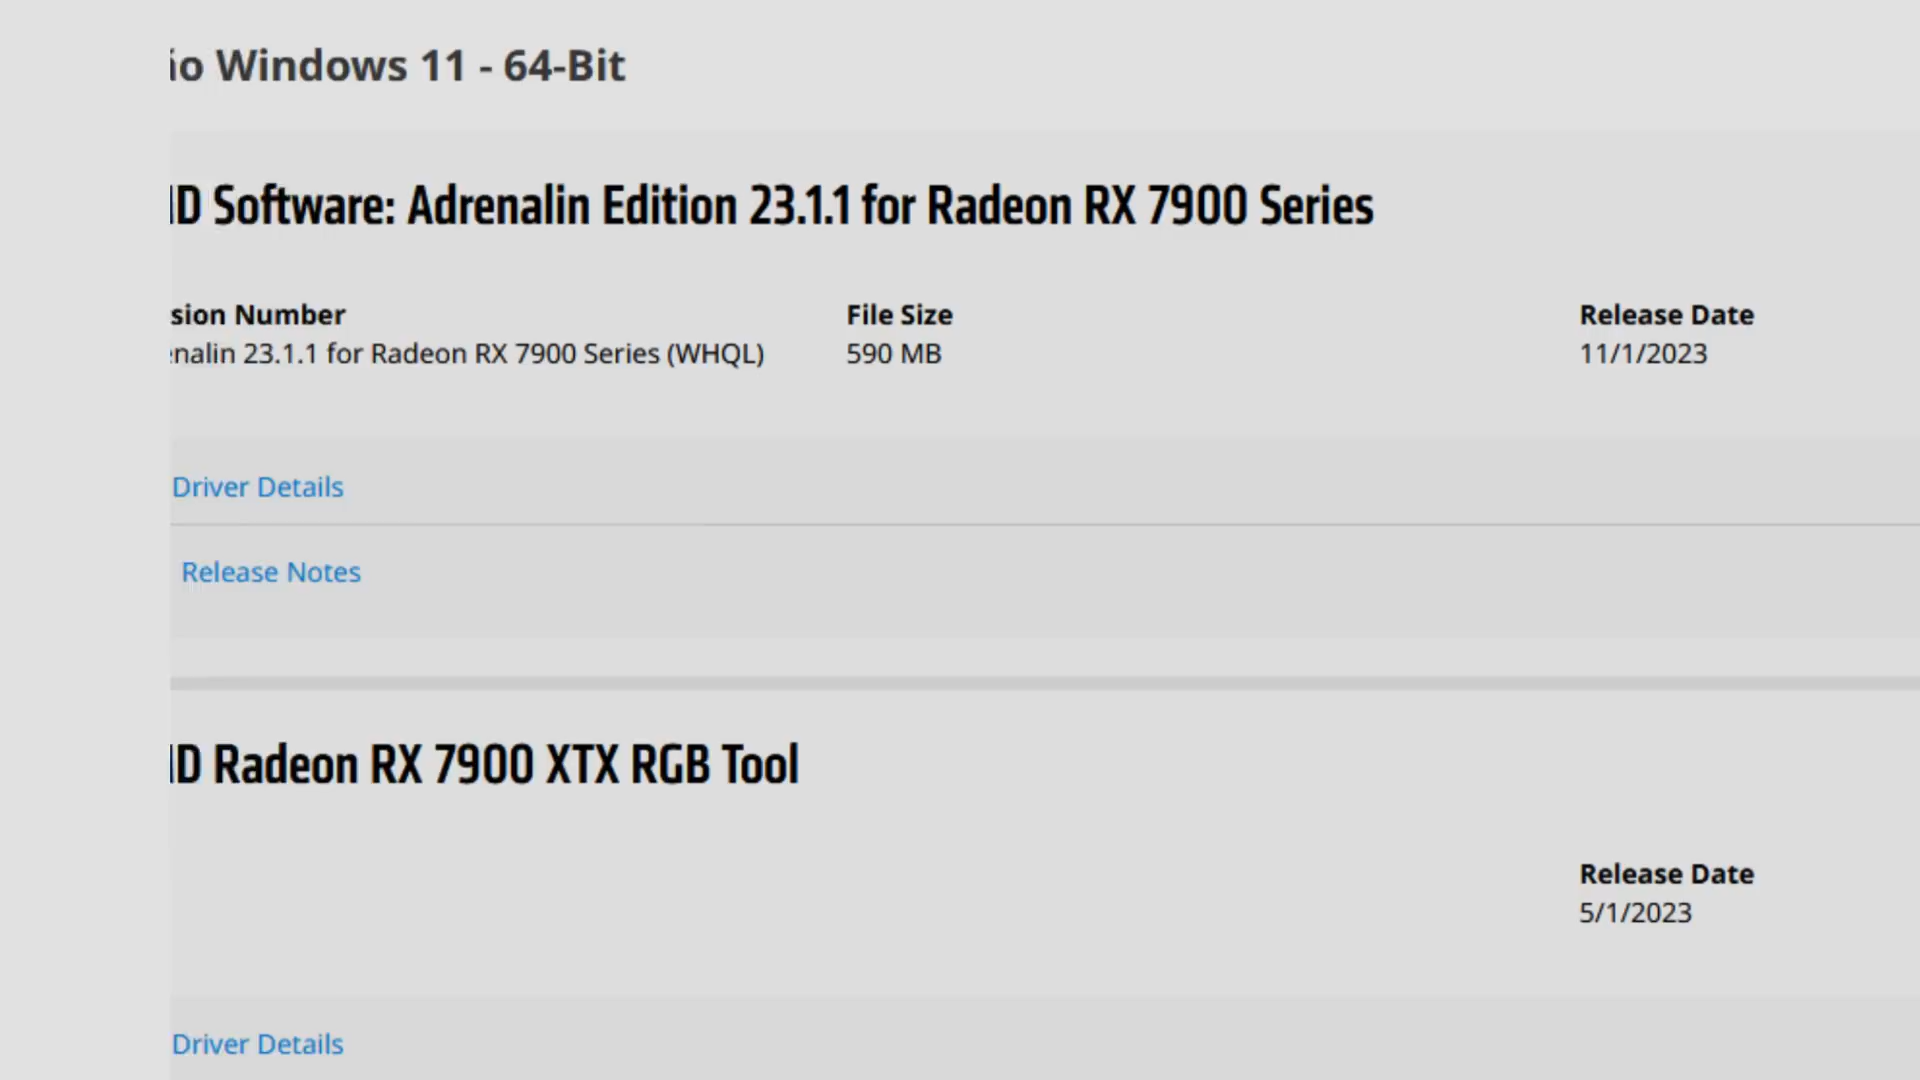 ão Windows 11 - 64-Bit
D Software: Adrenalin Edition 23.1.1 for Radeon RX 7900 Series
sion Number
File Size
Release Date
enalin 23.1.1 for Radeon RX 7900 Series (WHQL)
590 MB
11/1/2023
Driver Details
Release Notes
D Radeon RX 7900 XTX RGB Tool
Release Date
5/1/2023
Driver Details